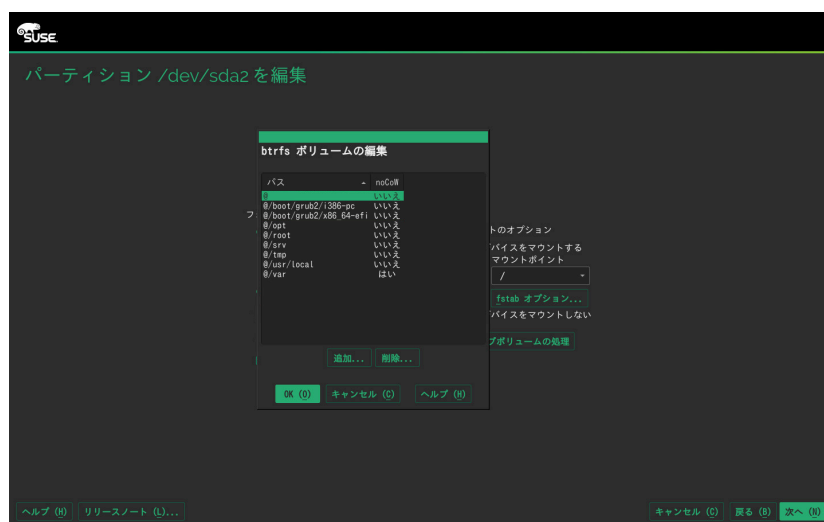 SUSE.
パーティション /dev/sda2 を編集
btrfs ボリュームの編集
パス noCoW
@ いいえ
@/boot/grub2/i386-pc いいえ
@/boot/grub2/x86_64-efi いいえ
@/opt いいえ
@/root いいえ
@/srv いいえ
@/tmp いいえ
@/usr/local いいえ
@/var はい
フ
トのオプション
バイスをマウントする
マウントポイント
/
fstab オプション...
バイスをマウントしない
ブボリュームの処理
追加... 削除...
OK (O) キャンセル (C) ヘルプ (H)
ヘルプ (H) リリースノート (L)... キャンセル (C) 戻る (B) 次へ (N)